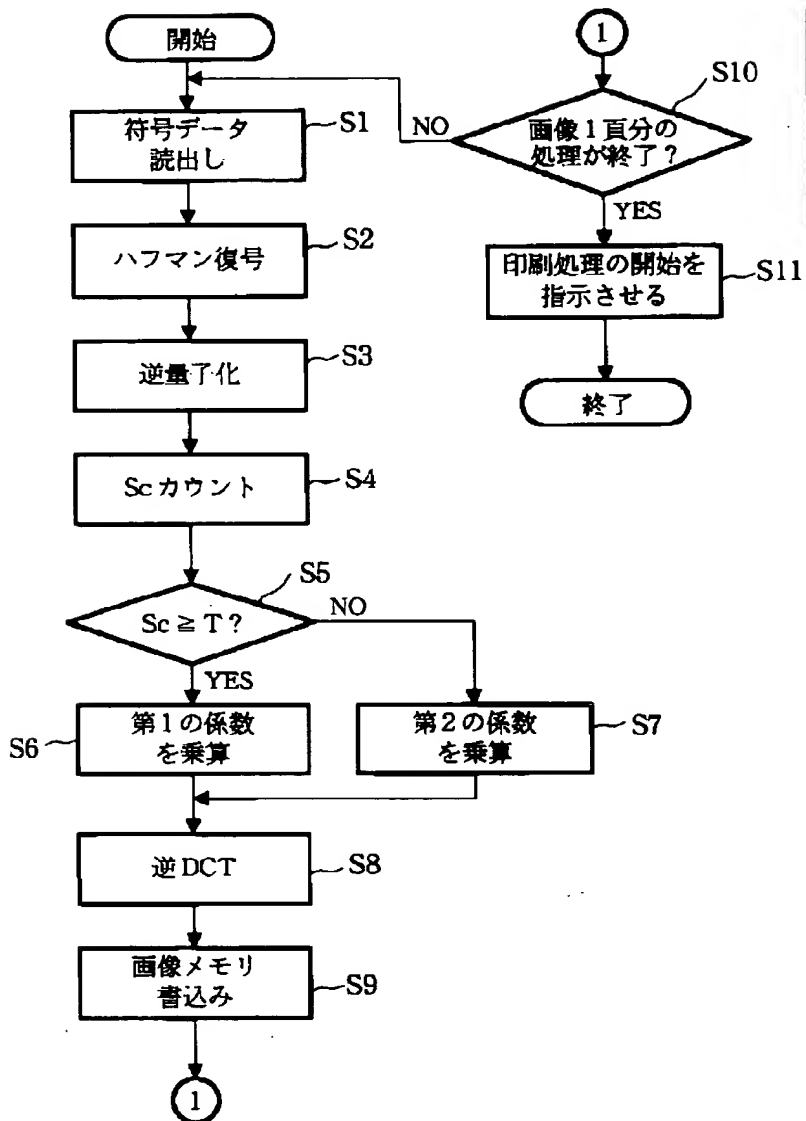 開始
符号データ
読出し
S1
ハフマン復号
S2
逆量子化
S3
Scカウント
S4
S5
Sc≧T?
NO
YES
第1の係数
を乗算
S6
第2の係数
を乗算
S7
逆DCT
S8
画像メモリ
書込み
S9
1
1
S10
画像1頁分の
処理が終了?
NO
YES
印刷処理の開始を
指示させる
S11
終了